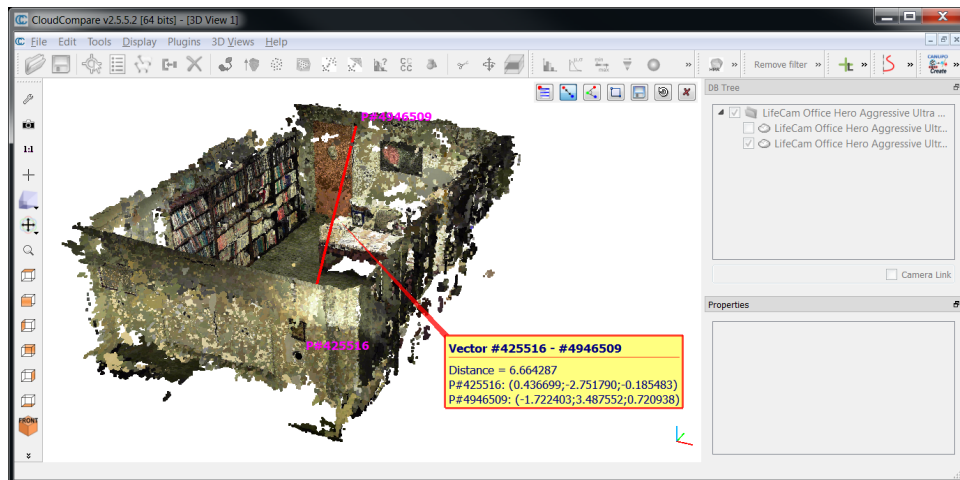 CloudCompare v2.5.5.2 [64 bits] - [3D View 1]
File Edit Tools Display Plugins 3D Views Help
Remove filter
CANUPO
Create
DB Tree
LifeCam Office Hero Aggressive Ultra ...
LifeCam Office Hero Aggressive Ultr...
LifeCam Office Hero Aggressive Ultr...
1:1
P#4946509
Camera Link
Properties
P#425516
Vector #425516 - #4946509
Distance = 6.664287
P#425516: (0.436699;-2.751790;-0.185483)
P#4946509: (-1.722403;3.487552;0.720938)
FRONT